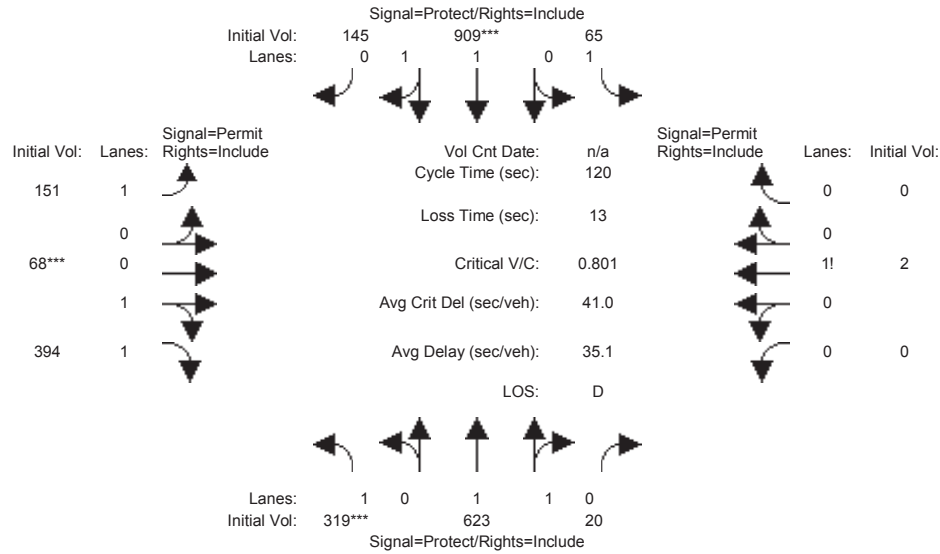 Signal=Protect/Rights=Include
Initial Vol: 145 909*** 65
Lanes: 0 1 1 0 1
Signal=Permit Signal=Permit
Initial Vol: Lanes: Rights=Include Vol Cnt Date: n/a Rights=Include Lanes: Initial Vol:
Cycle Time (sec): 120
151 1 0 0
Loss Time (sec): 13
0 0
68*** 0 Critical V/C: 0.801 1! 2
1 Avg Crit Del (sec/veh): 41.0 0
394 1 Avg Delay (sec/veh): 35.1 0 0
LOS: D
Lanes: 1 0 1 1 0
Initial Vol: 319*** 623 20
Signal=Protect/Rights=Include